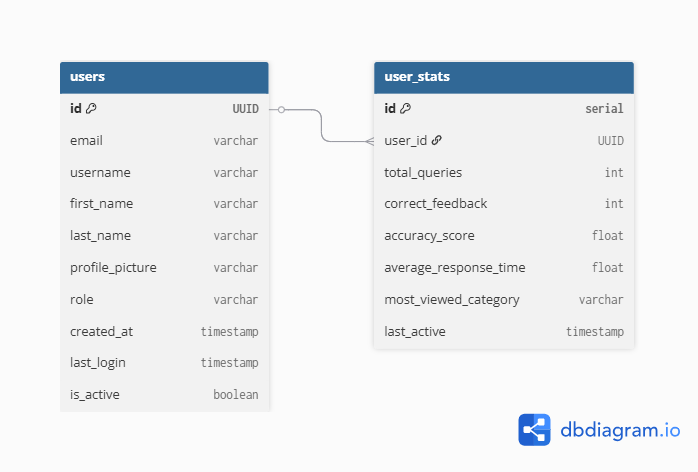 users
id UUID
email varchar
username varchar
first_name varchar
last_name varchar
profile_picture varchar
role varchar
created_at timestamp
last_login timestamp
is_active boolean
user_stats
id serial
user_id UUID
total_queries int
correct_feedback int
accuracy_score float
average_response_time float
most_viewed_category varchar
last_active timestamp
dbdiagram.io